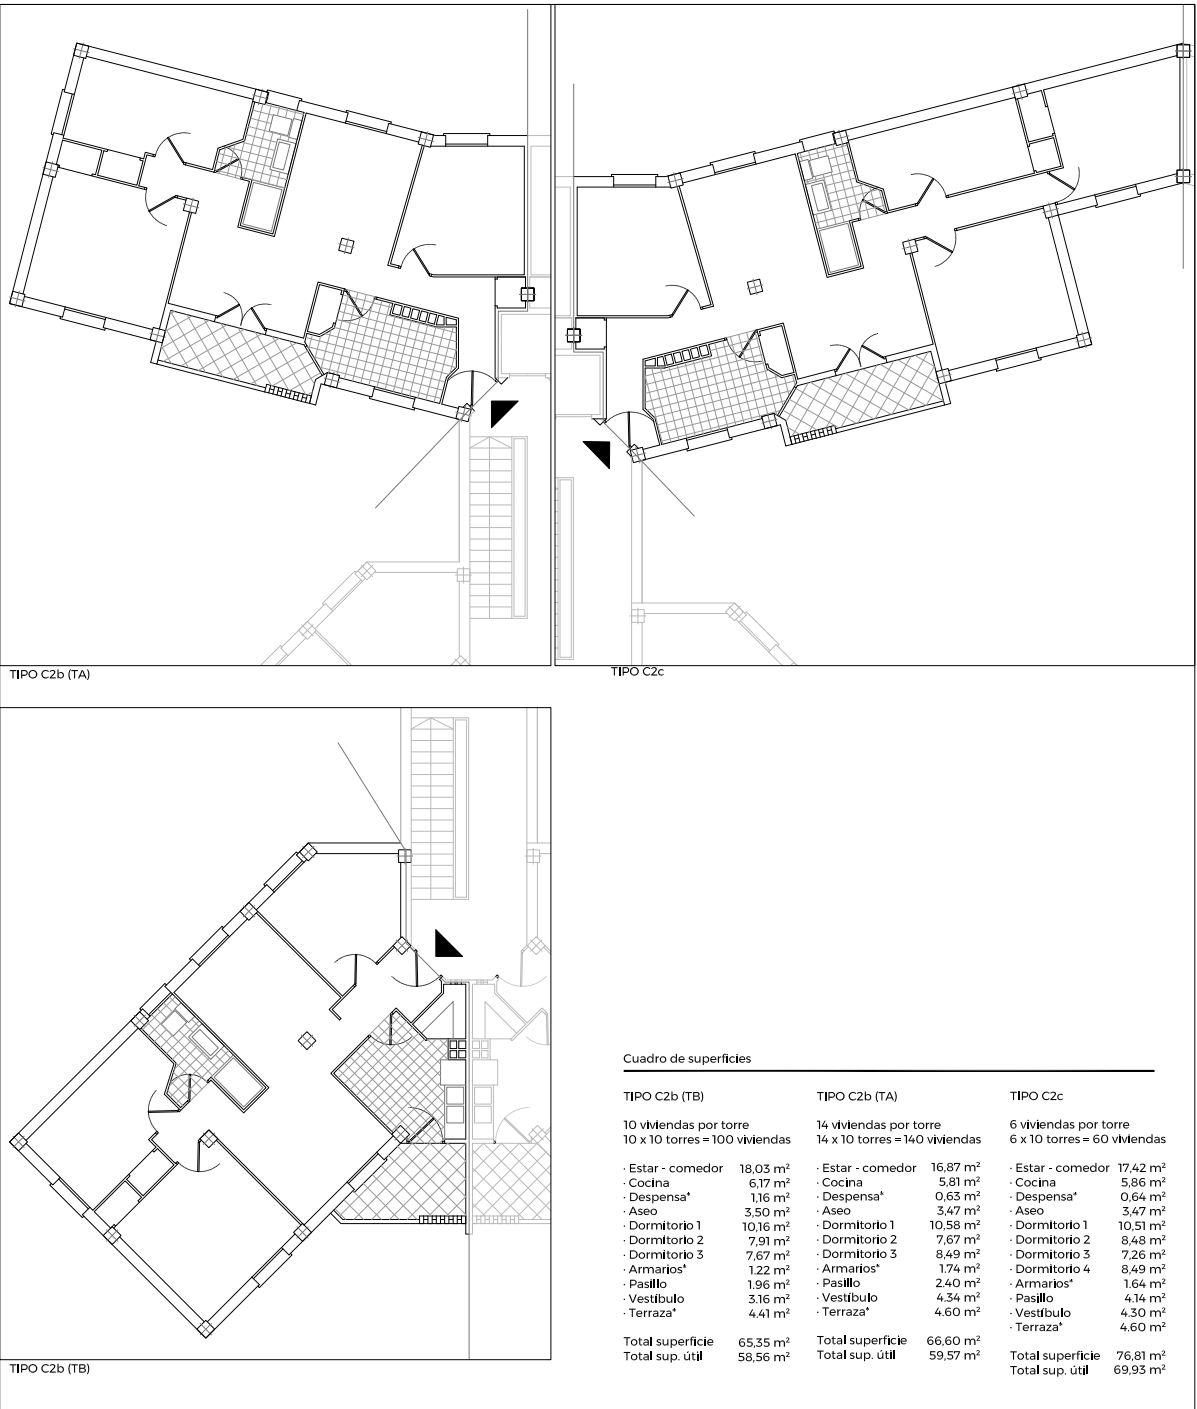 TIPO C2b (TA)
TIPO C2c
TIPO C2b (TB)
Cuadro de superficies
TIPO C2b (TB)
10 viviendas por torre
10 x 10 torres = 100 viviendas
· Estar - comedor 18,03 m²
· Cocina 6,17 m²
· Despensa* 1,16 m²
· Aseo 3,50 m²
· Dormitorio 1 10,16 m²
· Dormitorio 2 7,91 m²
· Dormitorio 3 7,67 m²
· Armarios* 1.22 m²
· Pasillo 1.96 m²
· Vestíbulo 3.16 m²
· Terraza* 4.41 m²
Total superficie 65,35 m²
Total sup. útil 58,56 m²
TIPO C2b (TA)
14 viviendas por torre
14 x 10 torres = 140 viviendas
· Estar - comedor 16,87 m²
· Cocina 5,81 m²
· Despensa* 0,63 m²
· Aseo 3,47 m²
· Dormitorio 1 10,58 m²
· Dormitorio 2 7,67 m²
· Dormitorio 3 8,49 m²
· Armarios* 1.74 m²
· Pasillo 2.40 m²
· Vestíbulo 4.34 m²
· Terraza* 4.60 m²
Total superficie 66,60 m²
Total sup. útil 59,57 m²
TIPO C2c
6 viviendas por torre
6 x 10 torres = 60 viviendas
· Estar - comedor 17,42 m²
· Cocina 5,86 m²
· Despensa* 0,64 m²
· Aseo 3,47 m²
· Dormitorio 1 10,51 m²
· Dormitorio 2 8,48 m²
· Dormitorio 3 7,26 m²
· Dormitorio 4 8,49 m²
· Armarios* 1.64 m²
· Pasillo 4.14 m²
· Vestíbulo 4.30 m²
· Terraza* 4.60 m²
Total superficie 76,81 m²
Total sup. útil 69,93 m²